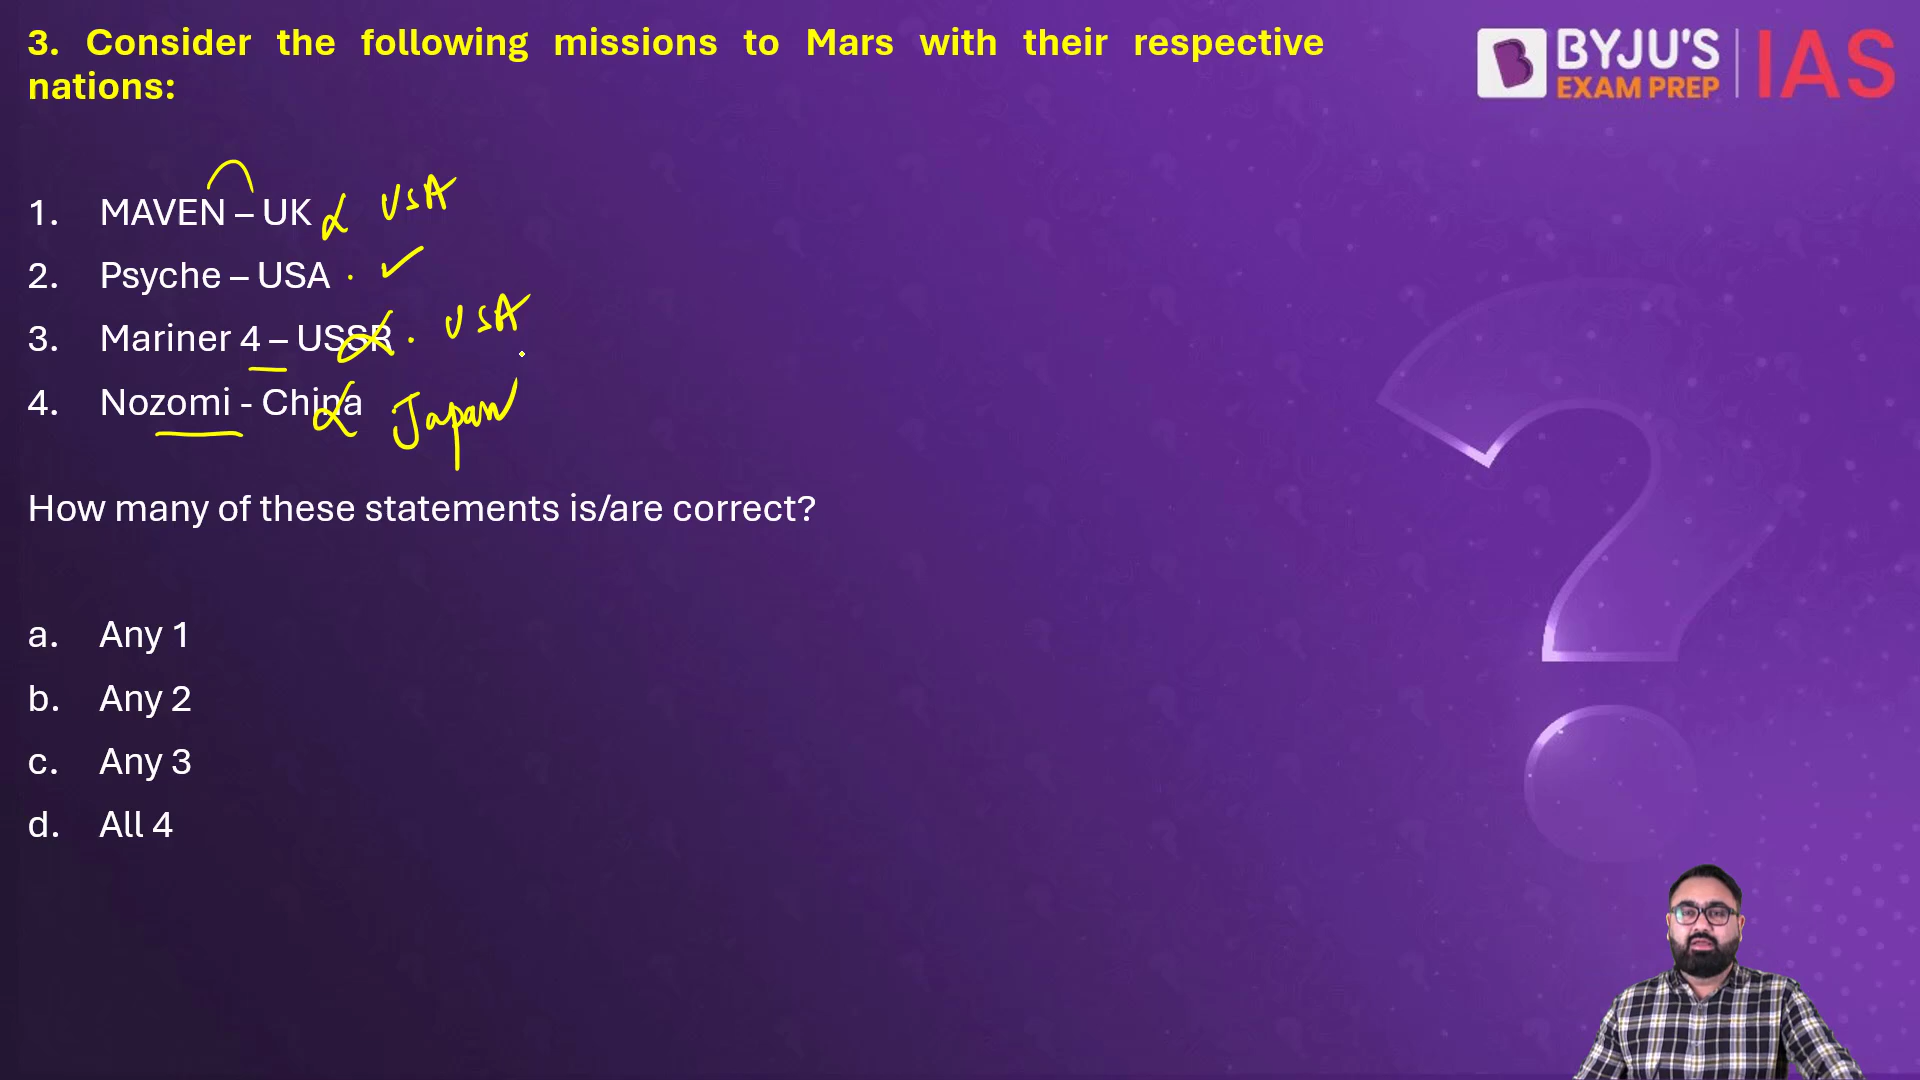 3. Consider the following missions to Mars with their respective
nations:
BYJU'S
EXAM PREP
IAS
1. MAVEN – UK USA
2. Psyche – USA
3. Mariner 4 – USSR USA
4. Nozomi - China Japan
How many of these statements is/are correct?
a. Any 1
b. Any 2
c. Any 3
d. All 4